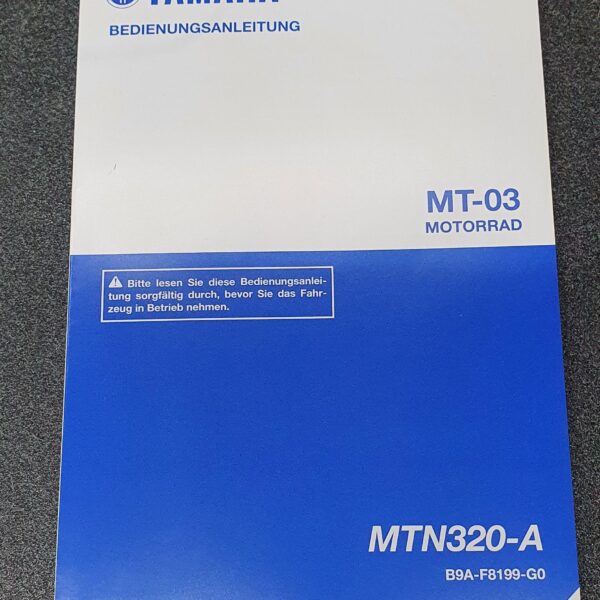 YAMAHA
BEDIENUNGSANLEITUNG
MT-03
MOTORRAD
Bitte lesen Sie diese Bedienungsanlei-
tung sorgfältig durch, bevor Sie das Fahr-
zeug in Betrieb nehmen.
MTN320-A
B9A-F8199-G0